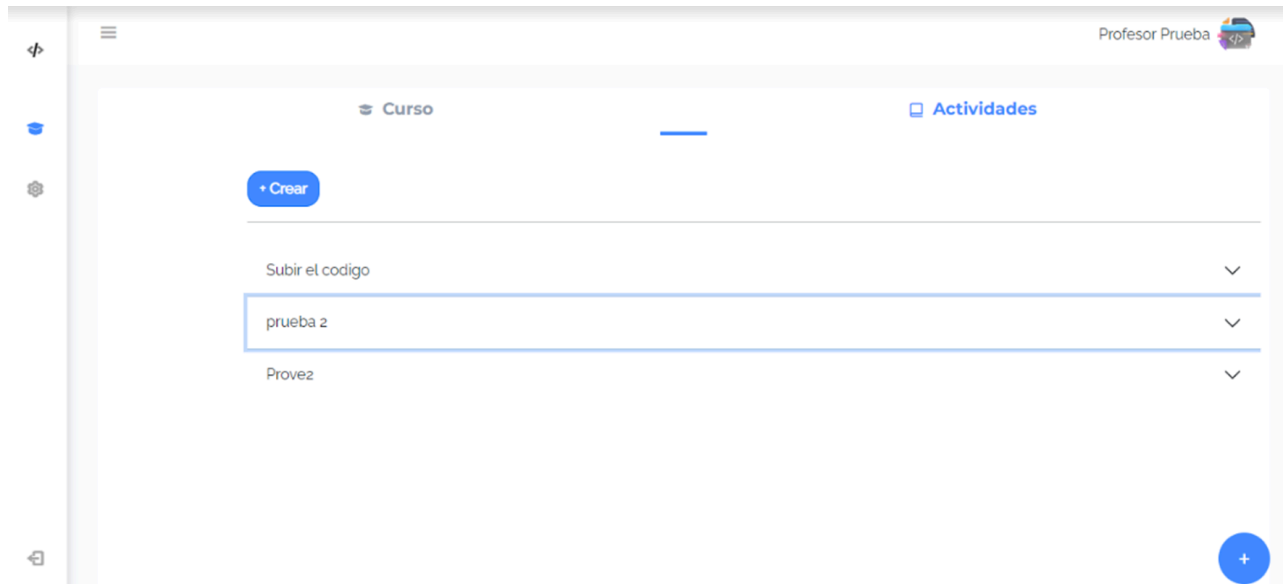 Profesor Prueba
Curso
Actividades
+ Crear
Subir el codigo
prueba 2
Prove2
+